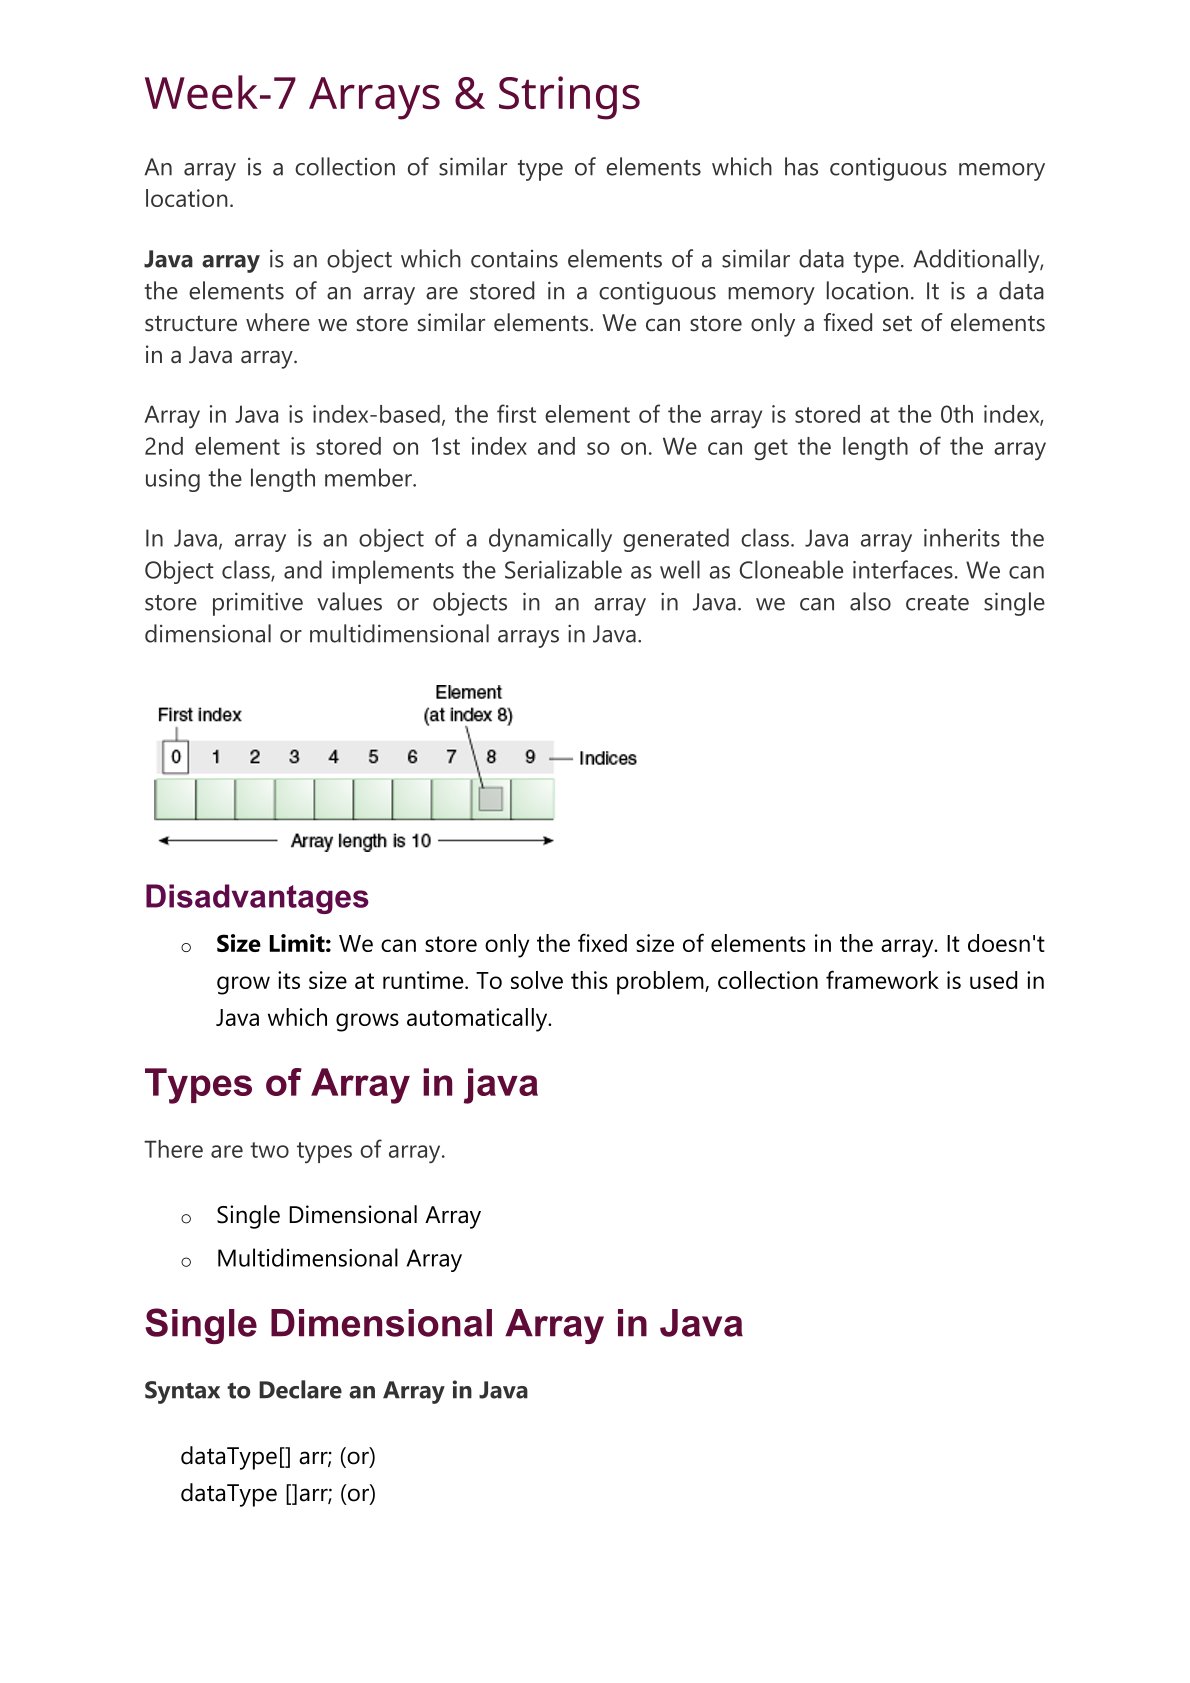 Week-7 Arrays & Strings
An array is a collection of similar type of elements which has contiguous memory
location.
Java array is an object which contains elements of a similar data type. Additionally,
the elements of an array are stored in a contiguous memory location. It is a data
structure where we store similar elements. We can store only a fixed set of elements
in a Java array.
Array in Java is index-based, the first element of the array is stored at the 0th index,
2nd element is stored on 1st index and so on. We can get the length of the array
using the length member.
In Java, array is an object of a dynamically generated class. Java array inherits the
Object class, and implements the Serializable as well as Cloneable interfaces. We can
store primitive values or objects in an array in Java. we can also create single
dimensional or multidimensional arrays in Java.
Element
First index (at index 8)
0 1 2 3 4 5 6 7 8 9 Indices
Array length is 10
Disadvantages
o Size Limit: We can store only the fixed size of elements in the array. It doesn't
grow its size at runtime. To solve this problem, collection framework is used in
Java which grows automatically.
Types of Array in java
There are two types of array.
o Single Dimensional Array
o Multidimensional Array
Single Dimensional Array in Java
Syntax to Declare an Array in Java
dataType[] arr; (or)
dataType []arr; (or)